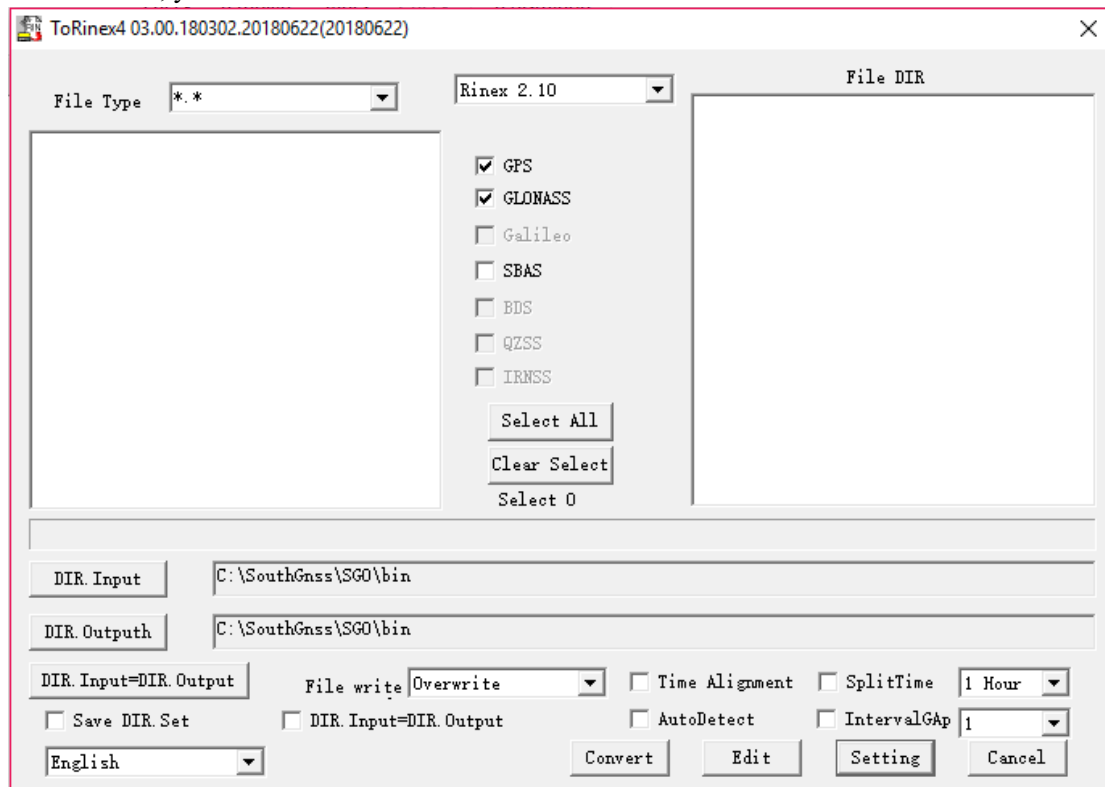 ToRinex4 03.00.180302.20180622(20180622)
File Type
*.*
Rinex 2.10
File DIR
GPS
GLONASS
Galileo
SBAS
BDS
QZSS
IRNSS
Select All
Clear Select
Select 0
DIR.Input
C:\SouthGnss\SGO\bin
DIR.Outputh
C:\SouthGnss\SGO\bin
DIR.Input=DIR.Output
File write
Overwrite
Time Alignment
SplitTime
1 Hour
Save DIR.Set
DIR.Input=DIR.Output
AutoDetect
IntervalGAp
1
English
Convert
Edit
Setting
Cancel